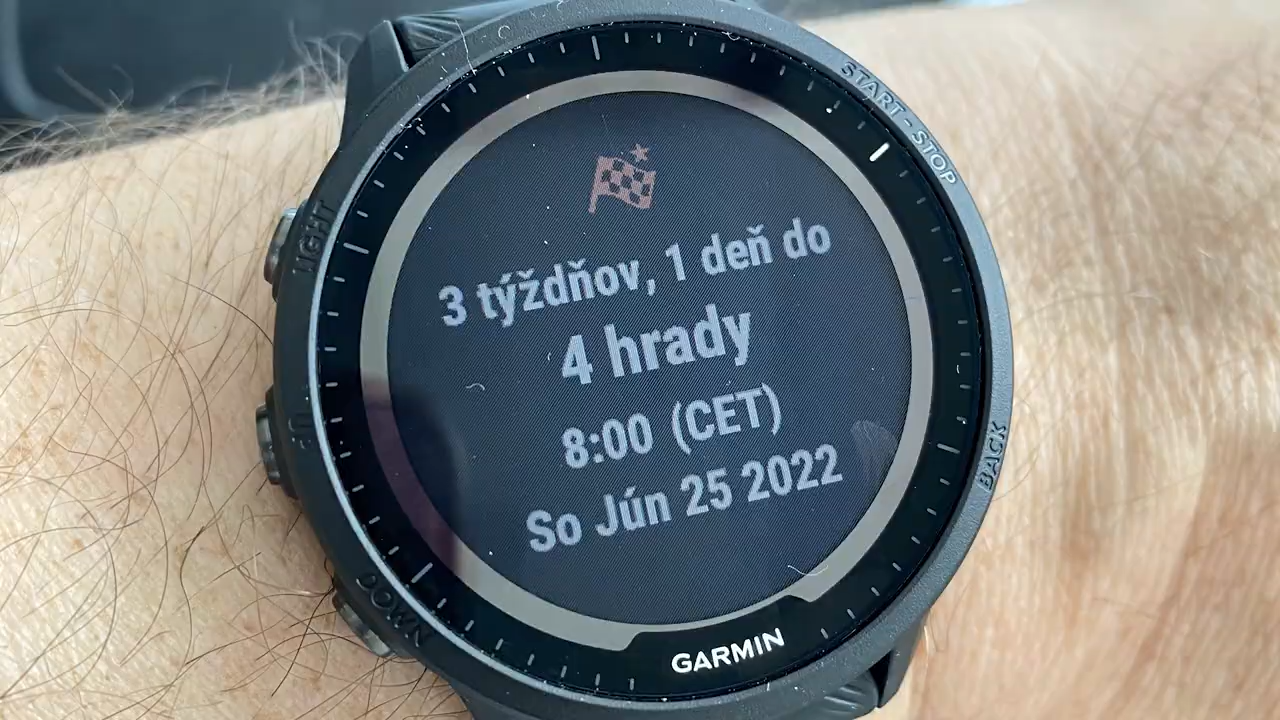 START - STOP
LIGHT
3 týždňov, 1 deň do
4 hrady
UP
8:00 (CET)
BACK
So Jún 25 2022
DOWN
GARMIN